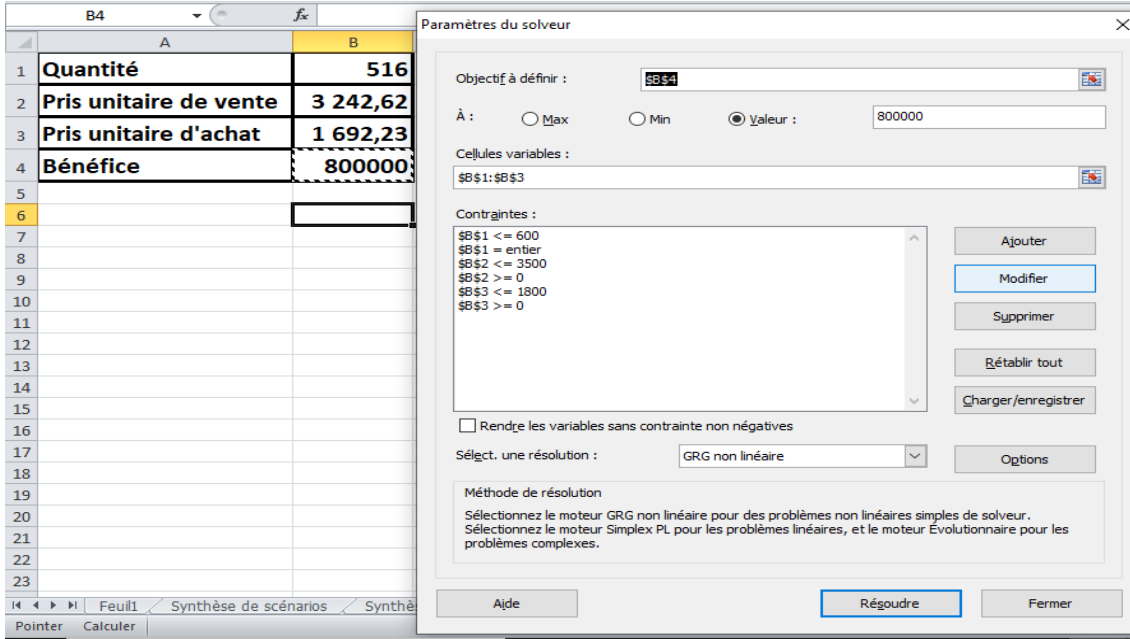 B4
fx
A
B
1 Quantité 516
2 Pris unitaire de vente 3 242,62
3 Pris unitaire d'achat 1 692,23
4 Bénéfice 800000
5
6
7
8
9
10
11
12
13
14
15
16
17
18
19
20
21
22
23
Feuil1 Synthèse de scénarios Synthè
Pointer Calculer
Paramètres du solveur
Objectif à définir : $B$4
À : Max Min Valeur : 800000
Cellules variables :
$B$1:$B$3
Contraintes :
$B$1 <= 600
$B$1 = entier
$B$2 <= 3500
$B$2 >= 0
$B$3 <= 1800
$B$3 >= 0
Ajouter
Modifier
Supprimer
Rétablir tout
Charger/enregistrer
Rendre les variables sans contrainte non négatives
Sélect. une résolution : GRG non linéaire
Options
Méthode de résolution
Sélectionnez le moteur GRG non linéaire pour des problèmes non linéaires simples de solveur.
Sélectionnez le moteur Simplex PL pour les problèmes linéaires, et le moteur Évolutionnaire pour les
problèmes complexes.
Aide
Résoudre
Fermer